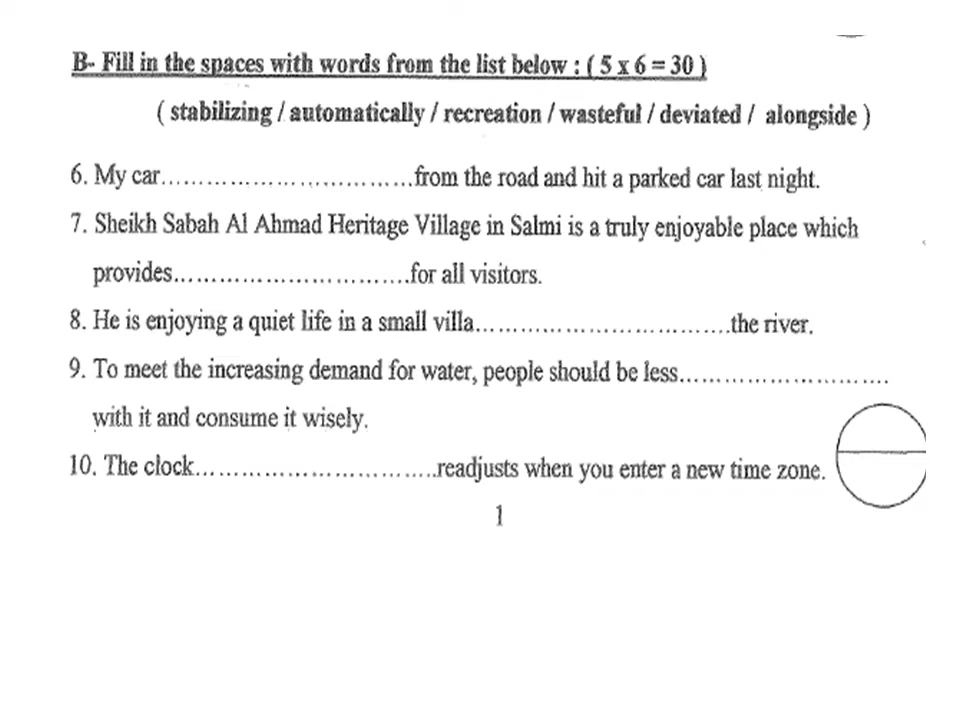 B- Fill in the spaces with words from the list below : ( 5 x 6 = 30 )
( stabilizing / automatically / recreation / wasteful / deviated / alongside )
6. My car.................................from the road and hit a parked car last night.
7. Sheikh Sabah Al Ahmad Heritage Village in Salmi is a truly enjoyable place which
provides...............................for all visitors.
8. He is enjoying a quiet life in a small villa.................................the river.
9. To meet the increasing demand for water, people should be less...........................
with it and consume it wisely.
10. The clock................................readjusts when you enter a new time zone.
1